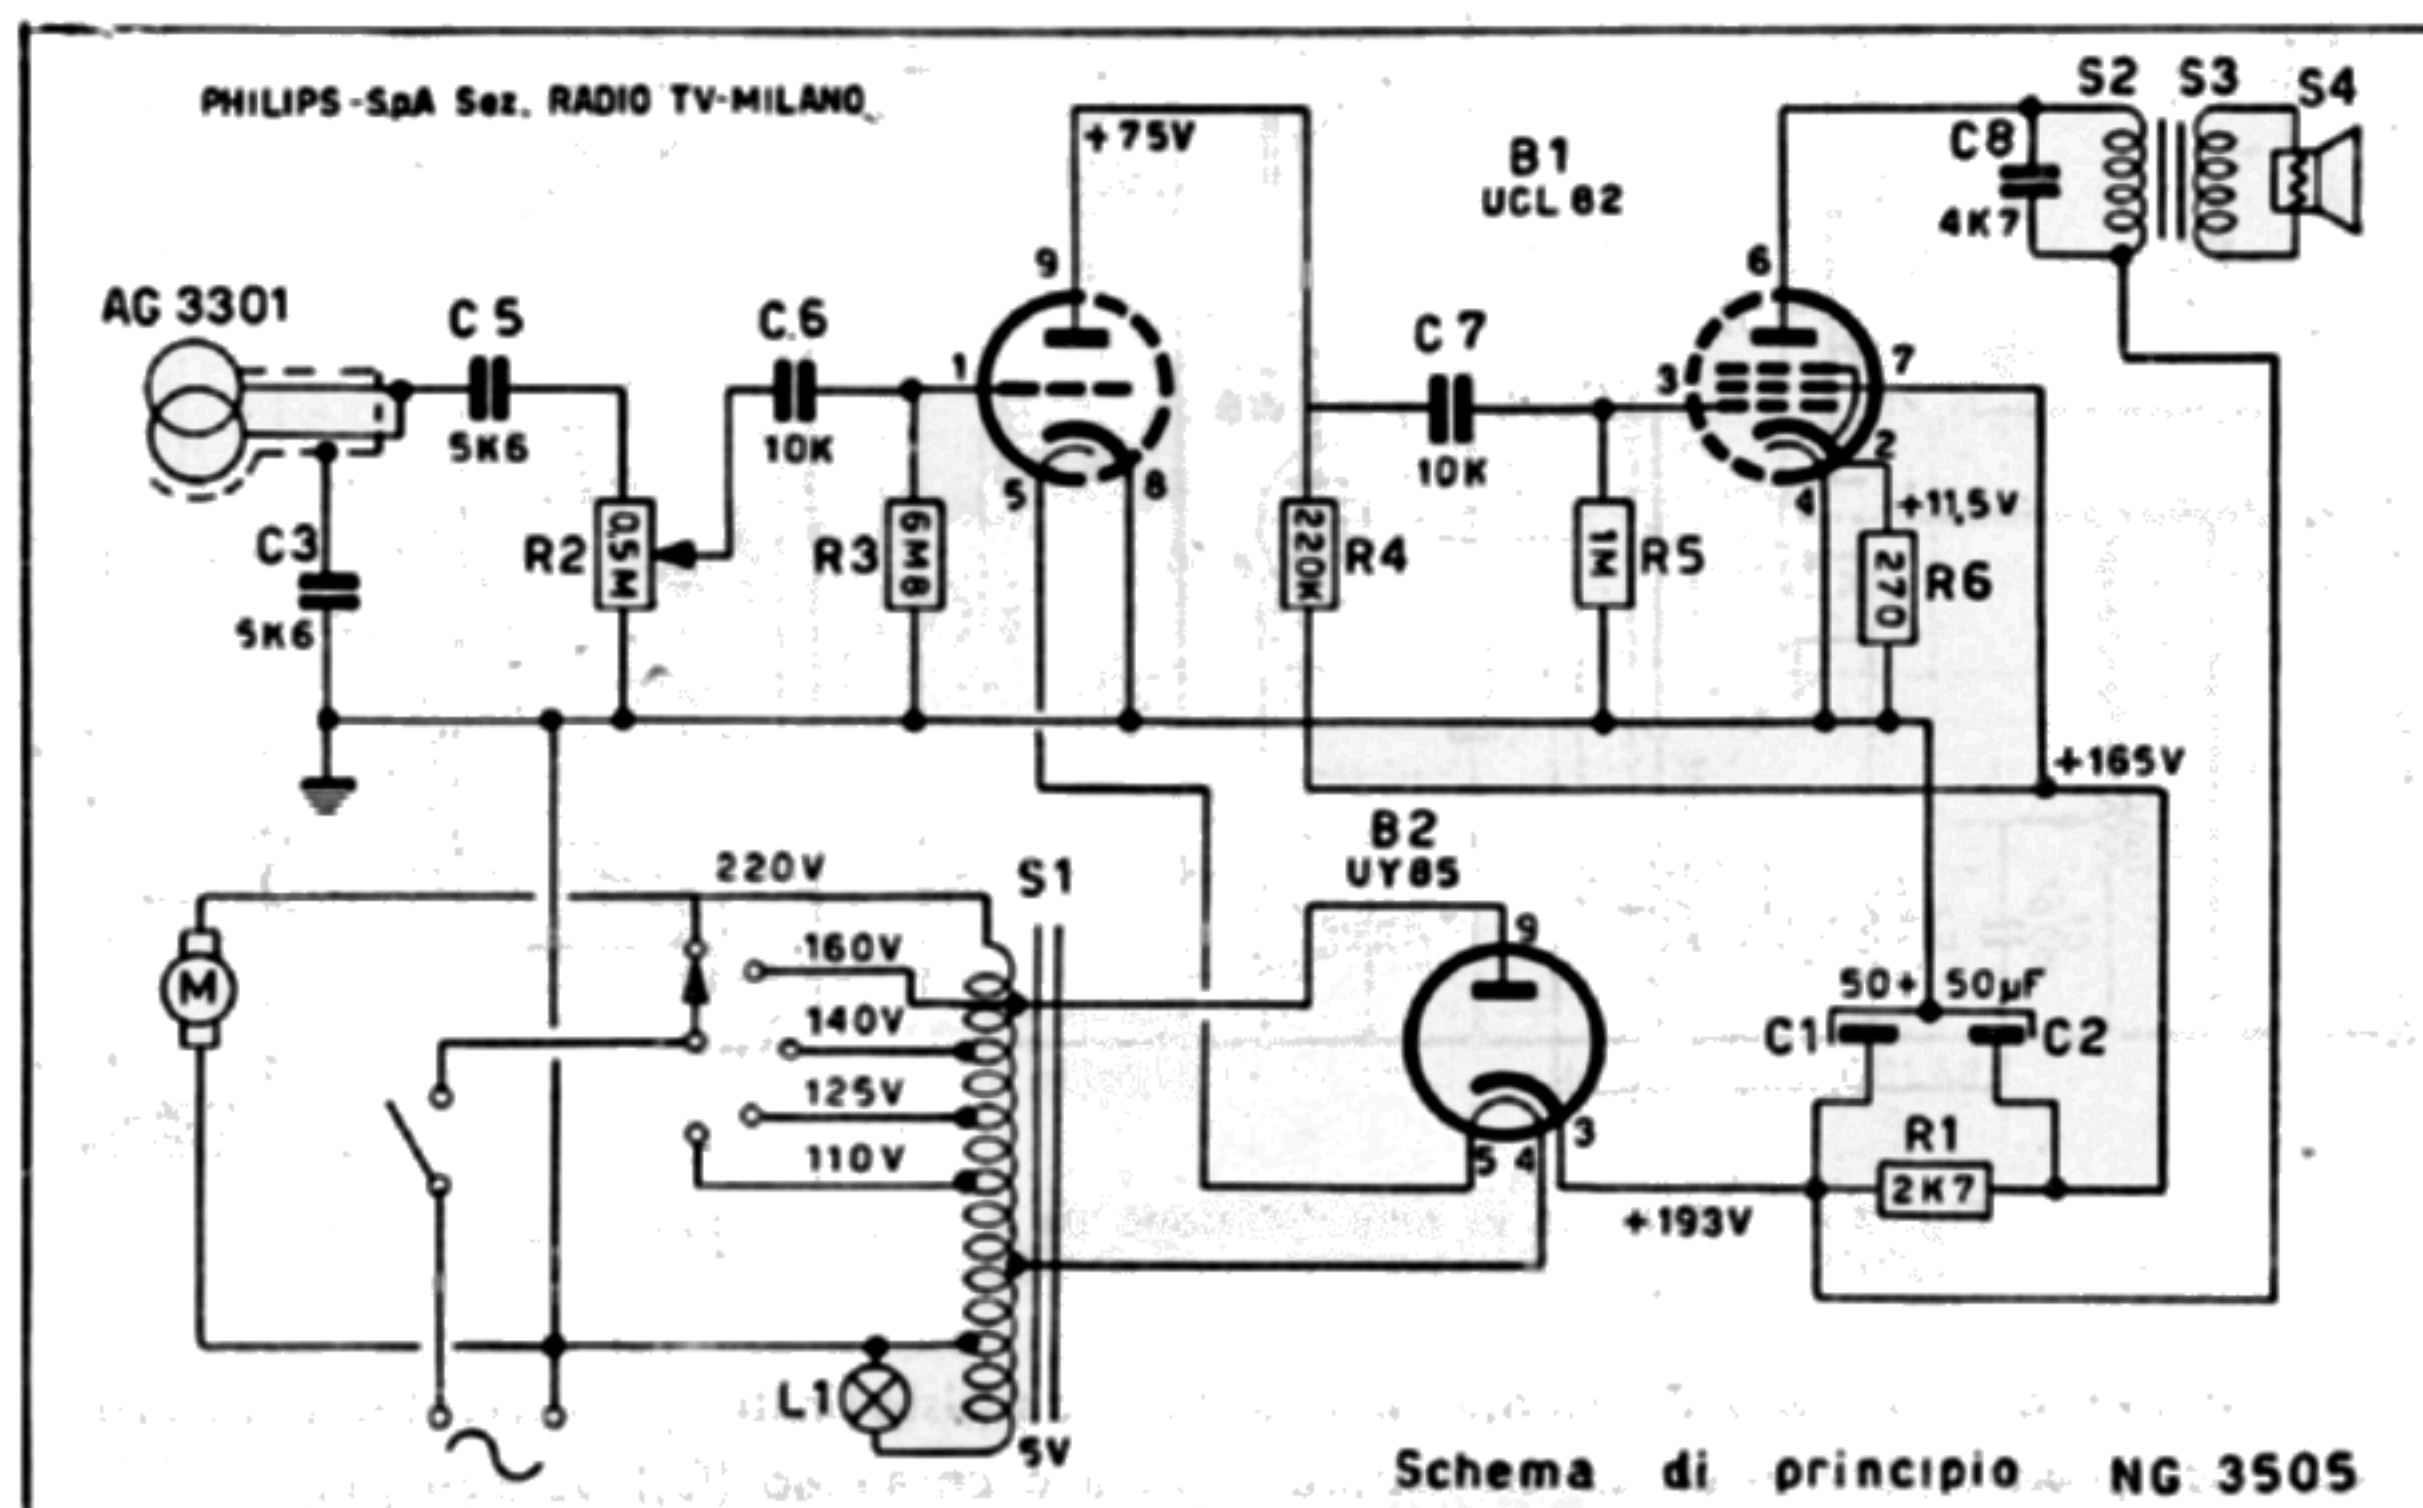 PHILIPS-SpA Sez. RADIO TV-MILANO
S2 S3 S4
+75V
B1
UCL 82
C8
4K7
9
6
AG 3301
C5
C6
C7
1
3
7
5K6
10K
10K
2
5
8
4
+11,5V
C3
R2
0,5M
R3
6M8
220K
R4
1M
R5
270
R6
5K6
+165V
B2
UY85
220V
S1
9
160V
M
50+ 50µF
140V
C1
C2
125V
3
R1
110V
5 4
2K7
+193V
L1
5V
Schema di principio NG 3505